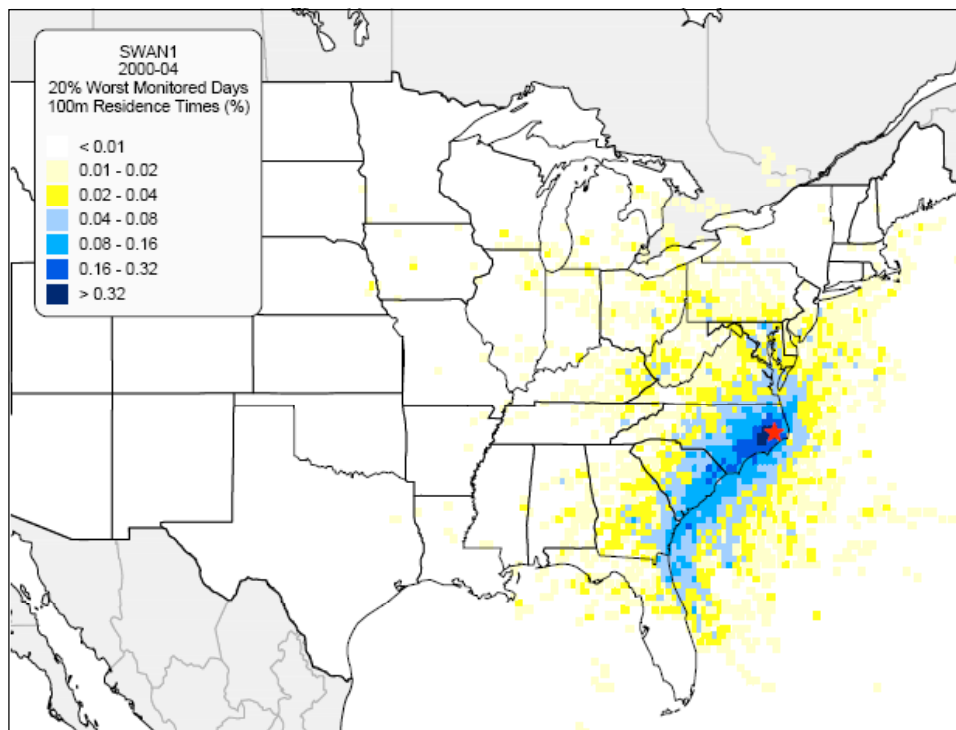 SWAN1
2000-04
20% Worst Monitored Days
100m Residence Times (%)
< 0.01
0.01 - 0.02
0.02 - 0.04
0.04 - 0.08
0.08 - 0.16
0.16 - 0.32
> 0.32